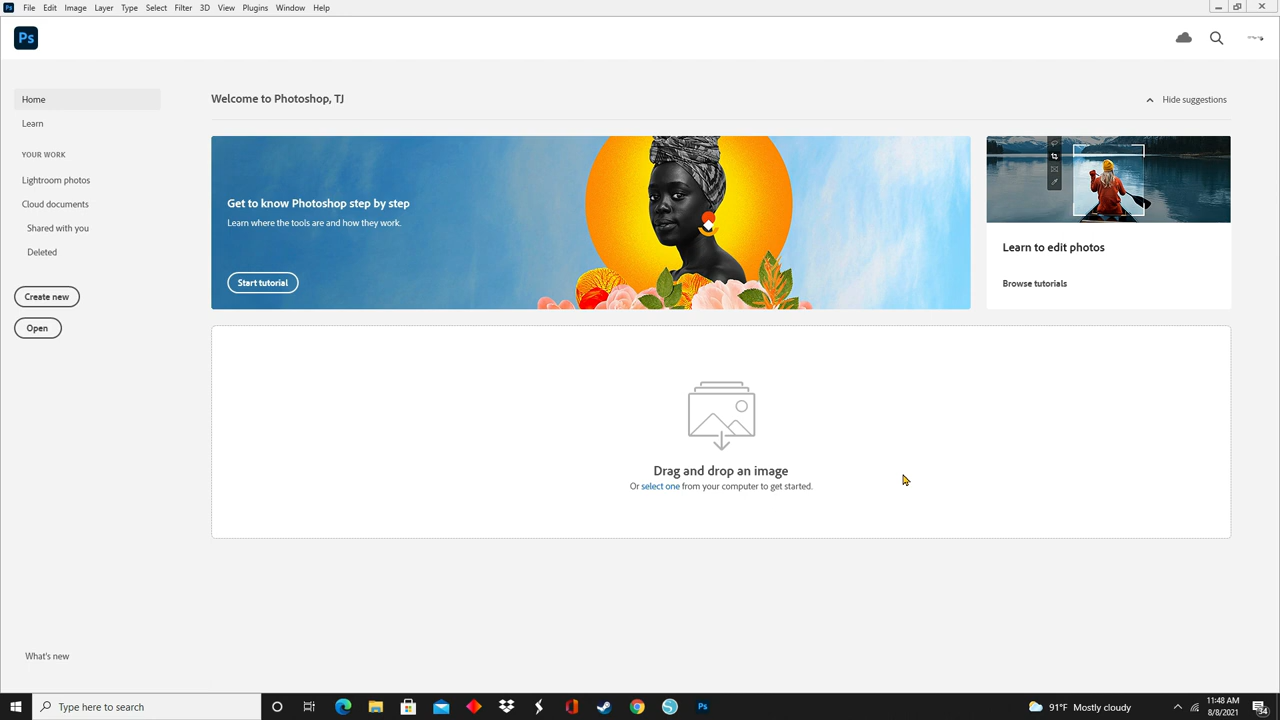 Ps File Edit Image Layer Type Select Filter 3D View Plugins Window Help
Ps
Home
Learn
YOUR WORK
Lightroom photos
Cloud documents
Shared with you
Deleted
Create new
Open
What's new
Welcome to Photoshop, TJ
Hide suggestions
Get to know Photoshop step by step
Learn where the tools are and how they work.
Start tutorial
Learn to edit photos
Browse tutorials
Drag and drop an image
Or select one from your computer to get started.
Type here to search
Ps
91°F Mostly cloudy
11:48 AM
8/8/2021
34